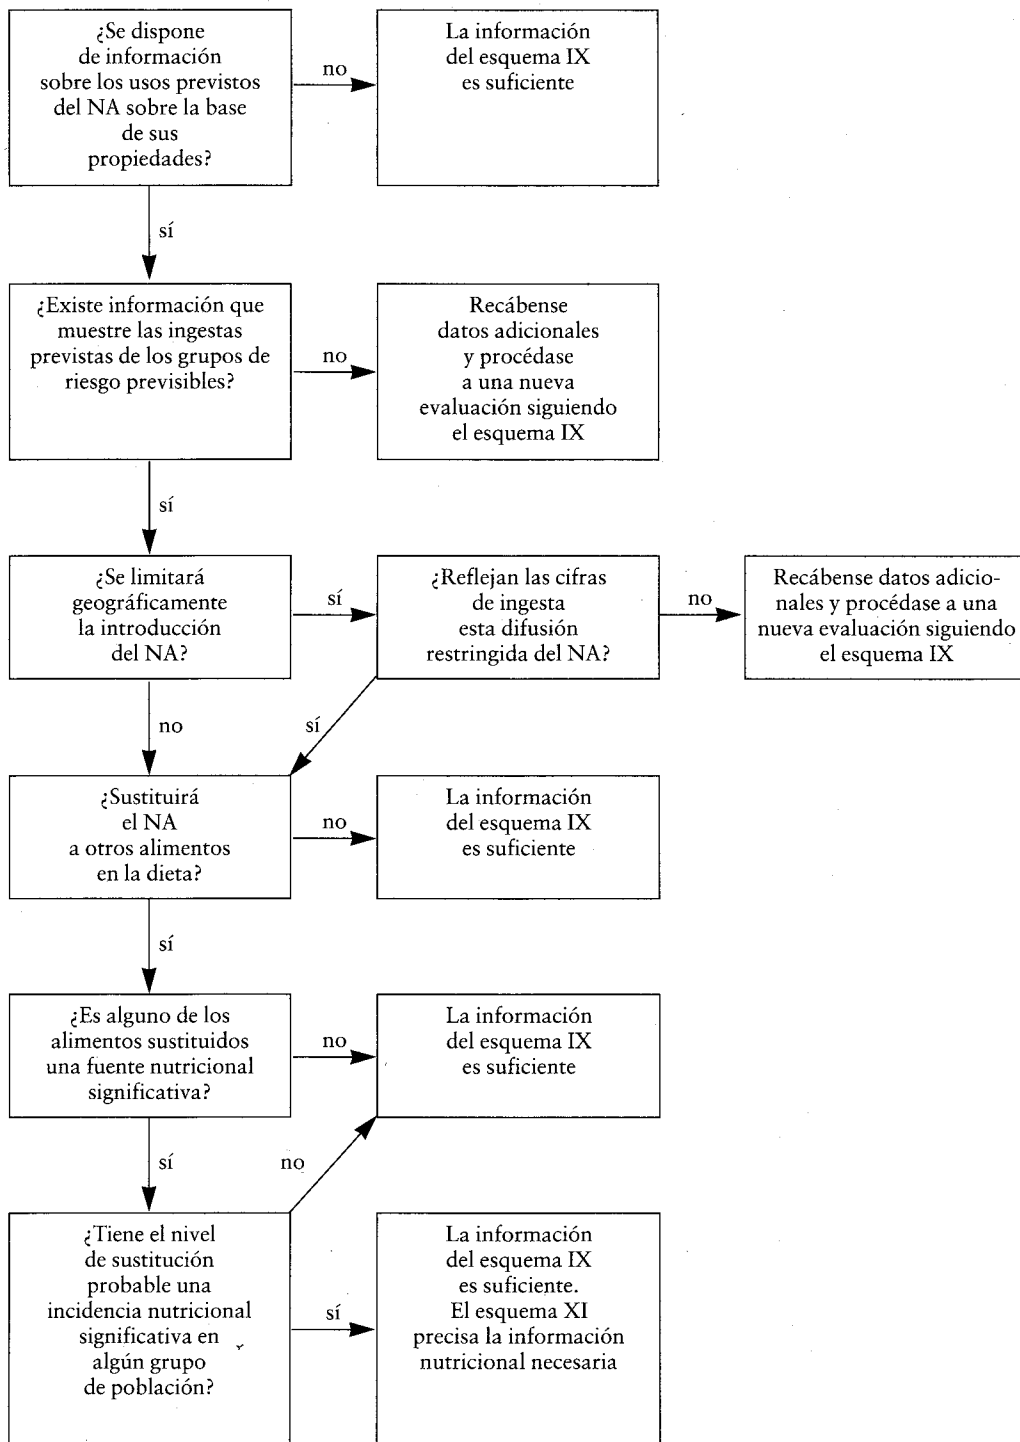 ¿Se dispone
de información
sobre los usos previstos
del NA sobre la base
de sus
propiedades?
no
La información
del esquema IX
es suficiente
sí
¿Existe información que
muestre las ingestas
previstas de los grupos de
riesgo previsibles?
no
Recábense
datos adicionales
y procédase
a una nueva
evaluación siguiendo
el esquema IX
sí
¿Se limitará
geográficamente
la introducción
del NA?
sí
¿Reflejan las cifras
de ingesta
esta difusión
restringida del NA?
no
Recábense datos adicio-
nales y procédase a una
nueva evaluación siguiendo
el esquema IX
no
sí
¿Sustituirá
el NA
a otros alimentos
en la dieta?
no
La información
del esquema IX
es suficiente
sí
¿Es alguno de los
alimentos sustituidos
una fuente nutricional
significativa?
no
La información
del esquema IX
es suficiente
sí
no
¿Tiene el nivel
de sustitución
probable una
incidencia nutricional
significativa en
algún grupo
de población?
sí
La información
del esquema IX
es suficiente.
El esquema XI
precisa la información
nutricional necesaria